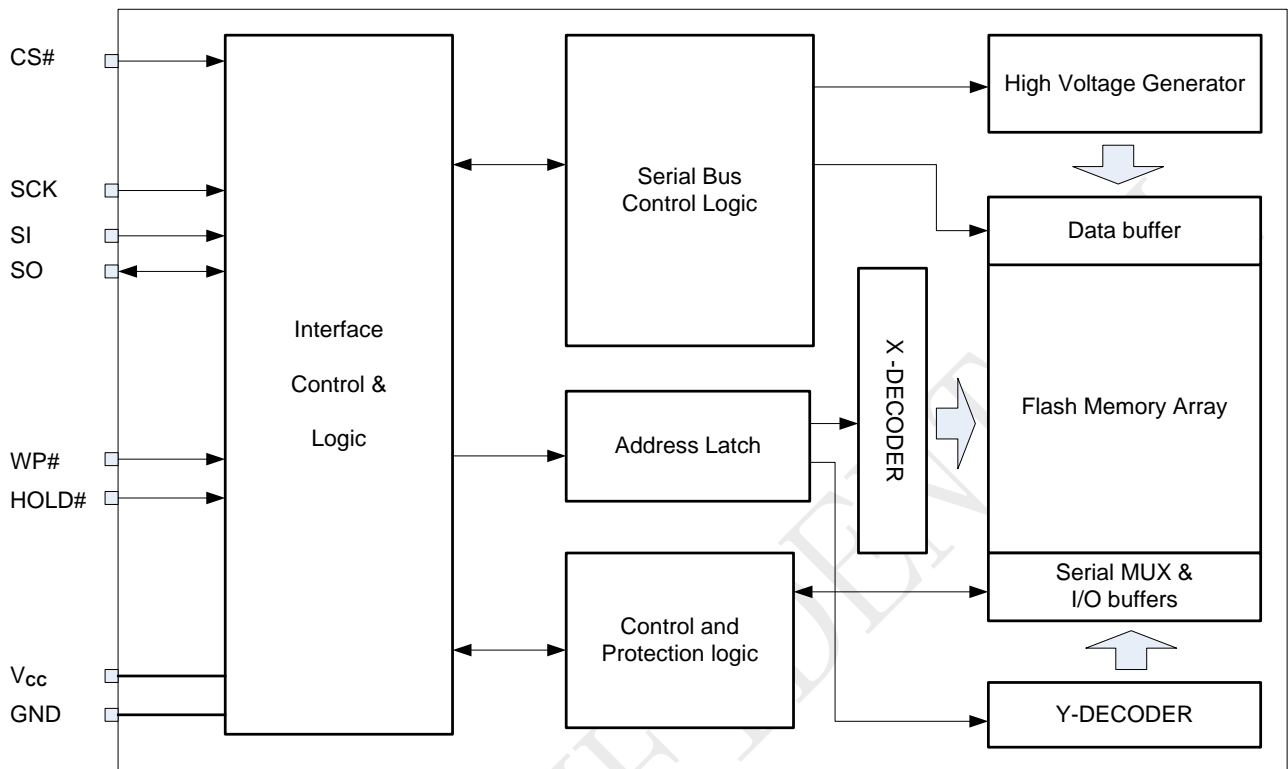 CS#
SCK
SI
SO
WP#
HOLD#
Vcc
GND
Interface
Control &
Logic
Serial Bus
Control Logic
Address Latch
Control and
Protection logic
X-DECODER
High Voltage Generator
Data buffer
Flash Memory Array
Serial MUX &
I/O buffers
Y-DECODER